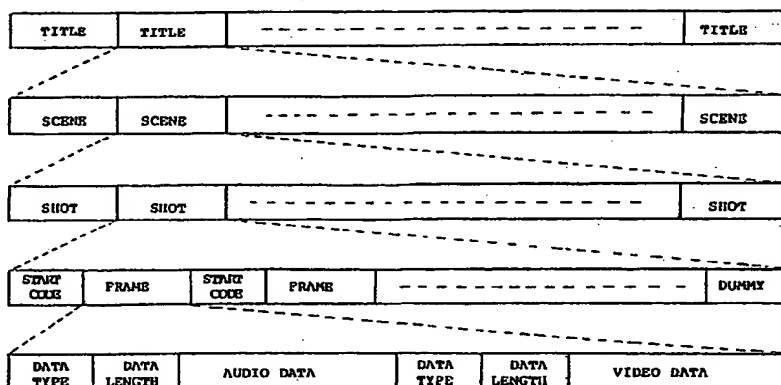 TITLE TITLE TITLE
SCENE SCENE SCENE
SHOT SHOT SHOT
START CODE FRAME START CODE FRAME DUMMY
DATA TYPE DATA LENGTH AUDIO DATA DATA TYPE DATA LENGTH VIDEO DATA